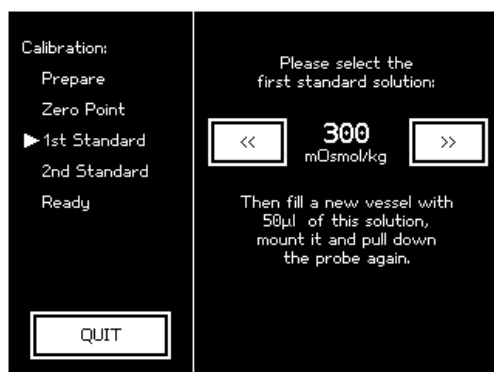 Calibration:
Prepare
Zero Point
1st Standard
2nd Standard
Ready
QUIT
Please select the
first standard solution:
<<
300
mOsmol/kg
>>
Then fill a new vessel with
50µl of this solution,
mount it and pull down
the probe again.